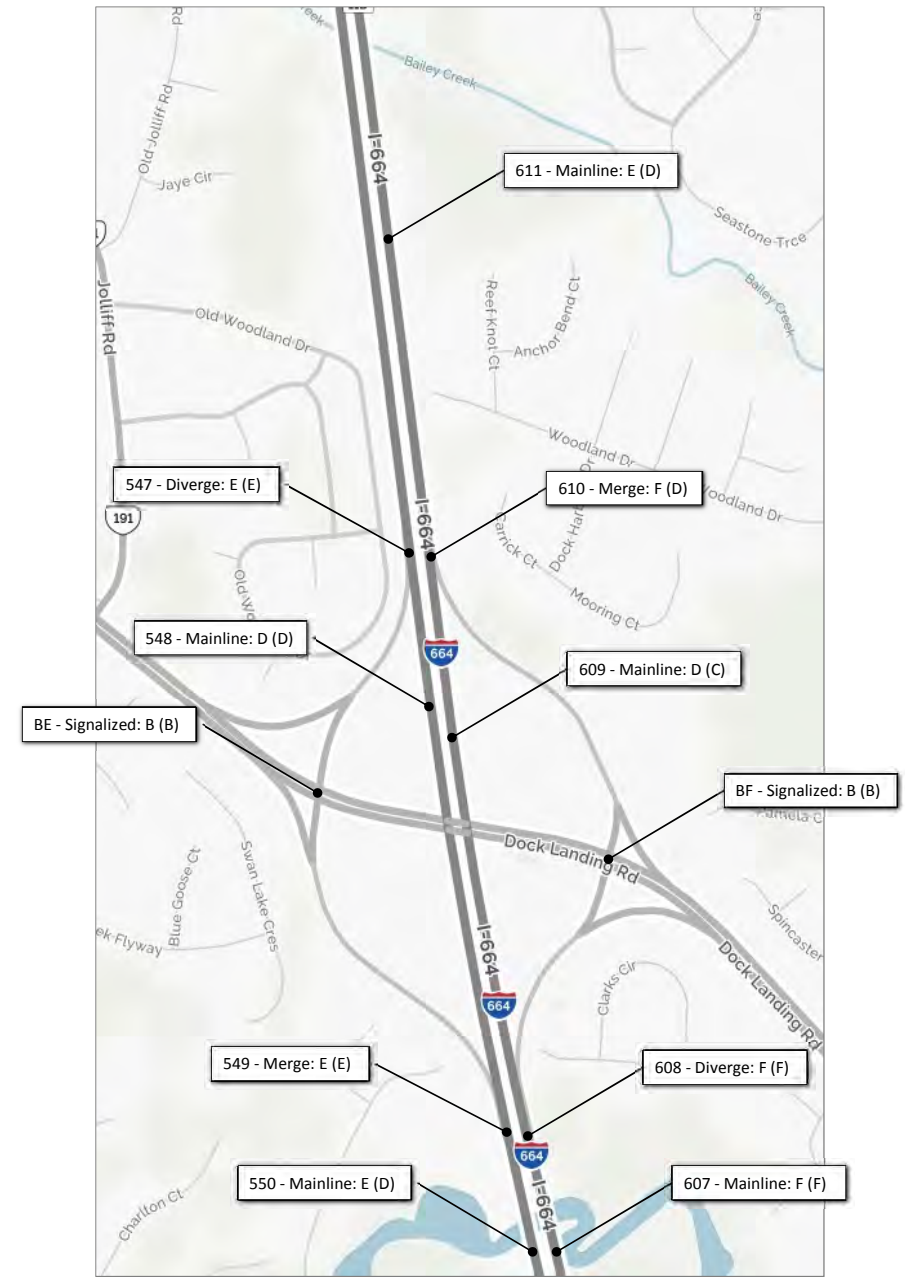 Bailey Creek
Rd
Old Jolliff Rd
I-664
611 - Mainline: E (D)
Jaye Cir
Seastone Trce
Bailey Creek
Jolliff Rd
Reef Knot Ct
Anchor Bend Ct
Old Woodland Dr
Woodland Dr
547 - Diverge: E (E)
610 - Merge: F (D)
Woodland Dr
191
I-664
Garrick Ct
Dock
Mooring Ct
548 - Mainline: D (D)
664
609 - Mainline: D (C)
BE - Signalized: B (B)
BF - Signalized: B (B)
Dock Landing Rd
Blue Goose Ct
Swan Lake Cres
Flyway
I-664
Spincaster
Clarks Cir
Dock Landing Rd
664
549 - Merge: E (E)
608 - Diverge: F (F)
664
550 - Mainline: E (D)
607 - Mainline: F (F)
I-664
Charlton Ct